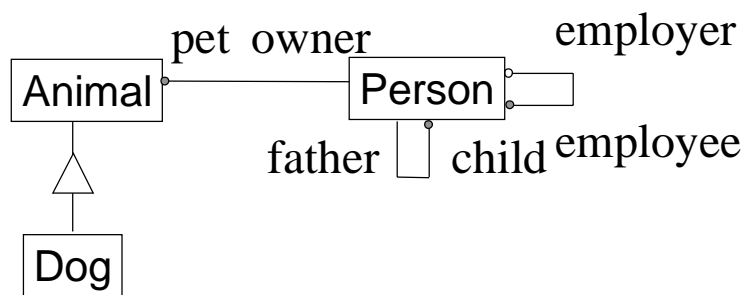 pet owner
employer
Animal
Person
father
child
employee
Dog